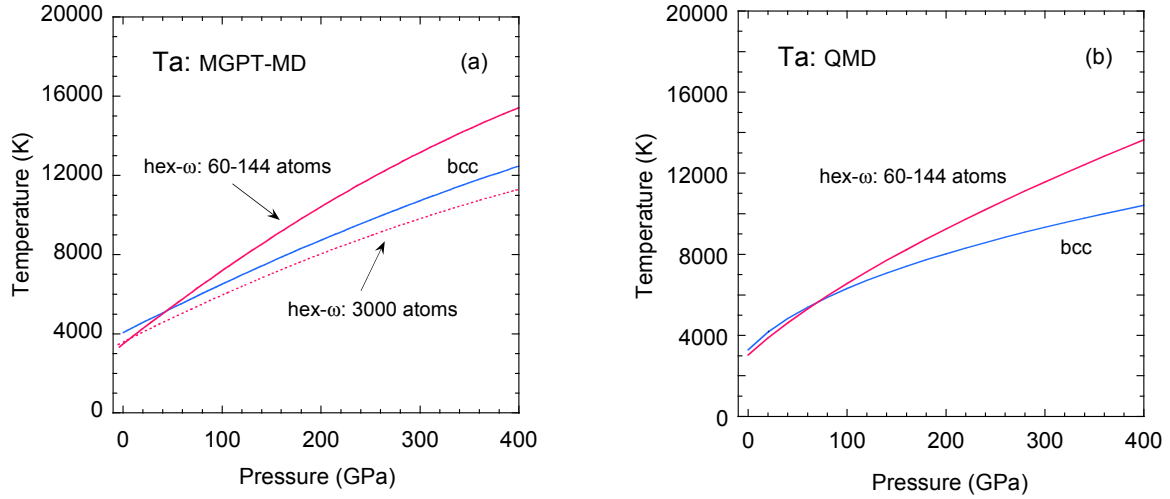 Ta: MGPT-MD
(a)
20000
16000
12000
8000
4000
0
Temperature (K)
hex-ω: 60-144 atoms
bcc
hex-ω: 3000 atoms
0 100 200 300 400
Pressure (GPa)
Ta: QMD
(b)
20000
16000
12000
8000
4000
0
Temperature (K)
hex-ω: 60-144 atoms
bcc
0 100 200 300 400
Pressure (GPa)